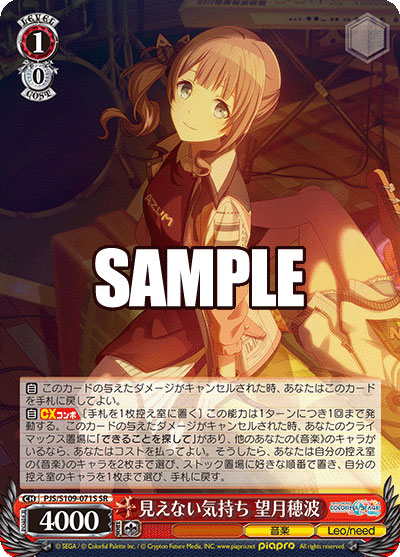 LEVEL
1
0
COST
AZUM
SAMPLE
自 このカードの与えたダメージがキャンセルされた時、あなたはこのカード
を手札に戻してよい。
自 CXコンボ [手札を1枚控え室に置く] この能力は1ターンにつき1回まで発
動する。このカードの与えたダメージがキャンセルされた時、あなたのクライ
マックス置場に「できることを探して」があり、他のあなたの《音楽》のキャラが
いるなら、あなたはコストを払ってよい。そうしたら、あなたは自分の控え室
の《音楽》のキャラを2枚まで選び、ストック置場に好きな順番で置き、自分の
控え室のキャラを1枚まで選び、手札に戻す。
CH PJS/S109-071S SR
POWER 4000 見えない気持ち 望月穂波
COLORFUL STAGE!
音楽 Leo/need
© SEGA / © Colorful Palette Inc. / © Crypton Future Media, INC. www.piapro.net piapro All rights reserved.